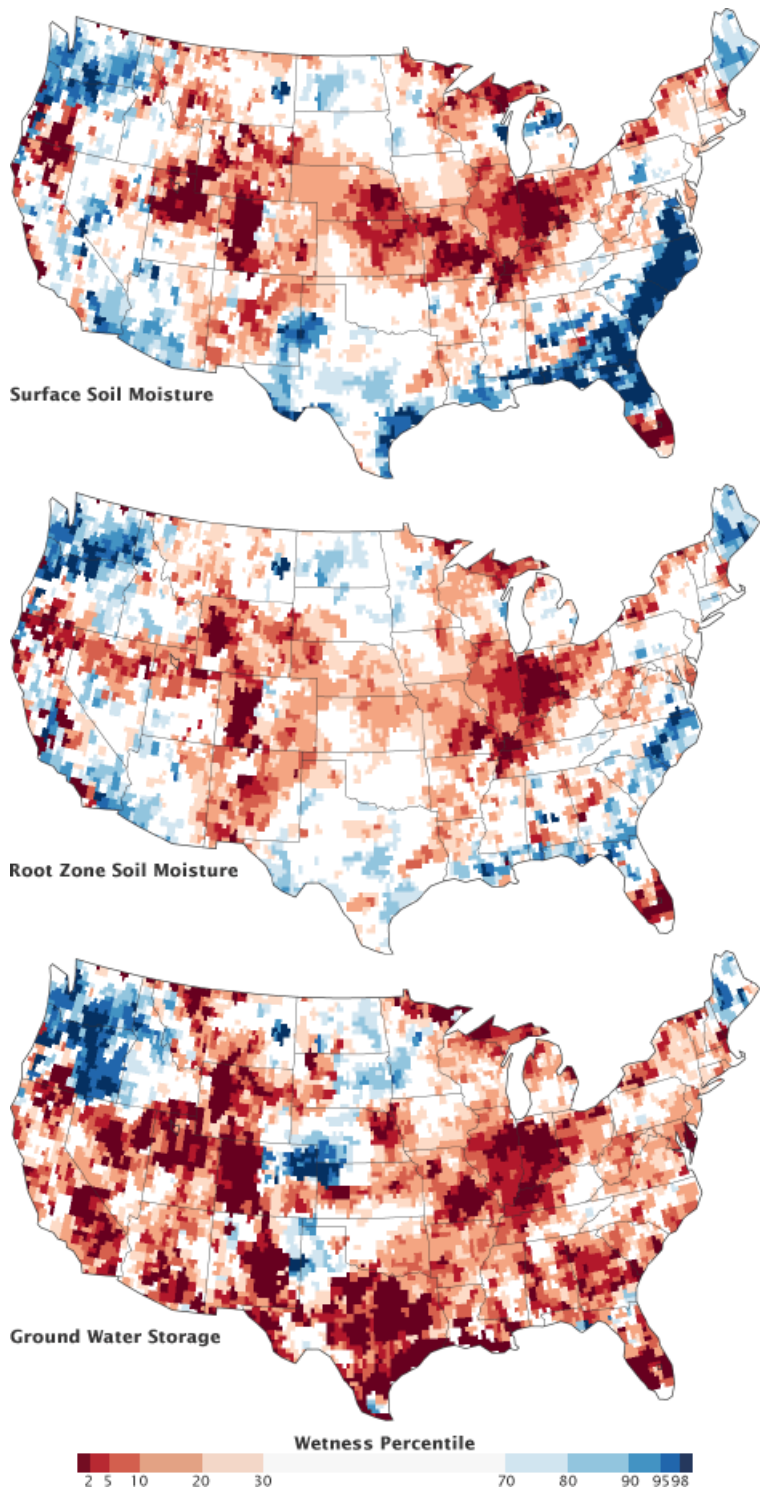 Surface Soil Moisture
Root Zone Soil Moisture
Ground Water Storage
Wetness Percentile
2 5 10 20 30 70 80 90 95 98